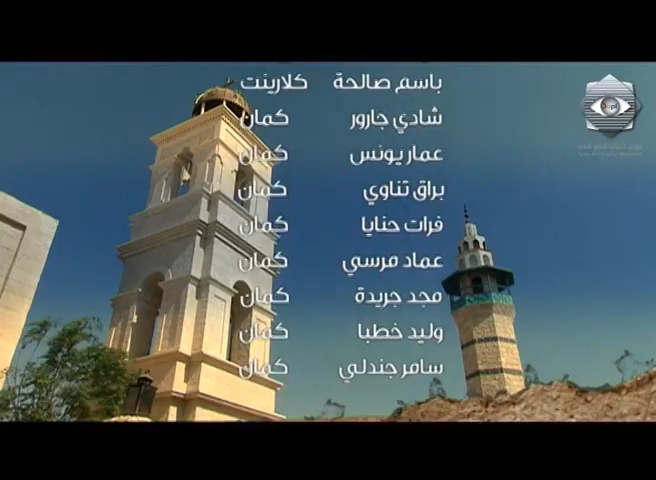 باسم صالحة كلارينت
شادي جارور كمان
عمار يونس كمان
براق تناوي كمان
فرات حنايا كمان
عماد مرسي كمان
مجد جريدة كمان
وليد خطبا كمان
سامر جندلي كمان